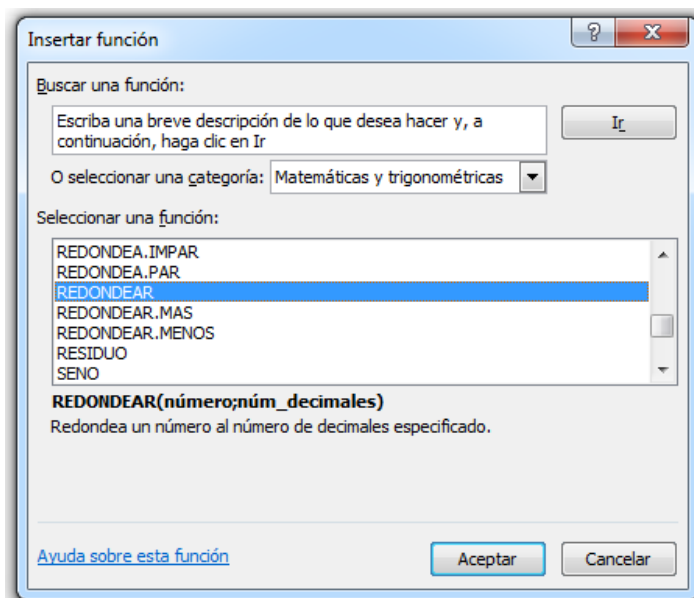 Insertar función
Buscar una función:
Escriba una breve descripción de lo que desea hacer y, a
continuación, haga clic en Ir
Ir
O seleccionar una categoría: Matemáticas y trigonométricas
Seleccionar una función:
REDONDEA.IMPAR
REDONDEA.PAR
REDONDEAR
REDONDEAR.MAS
REDONDEAR.MENOS
RESIDUO
SENO
REDONDEAR(número;núm_decimales)
Redondea un número al número de decimales especificado.
Ayuda sobre esta función
Aceptar
Cancelar